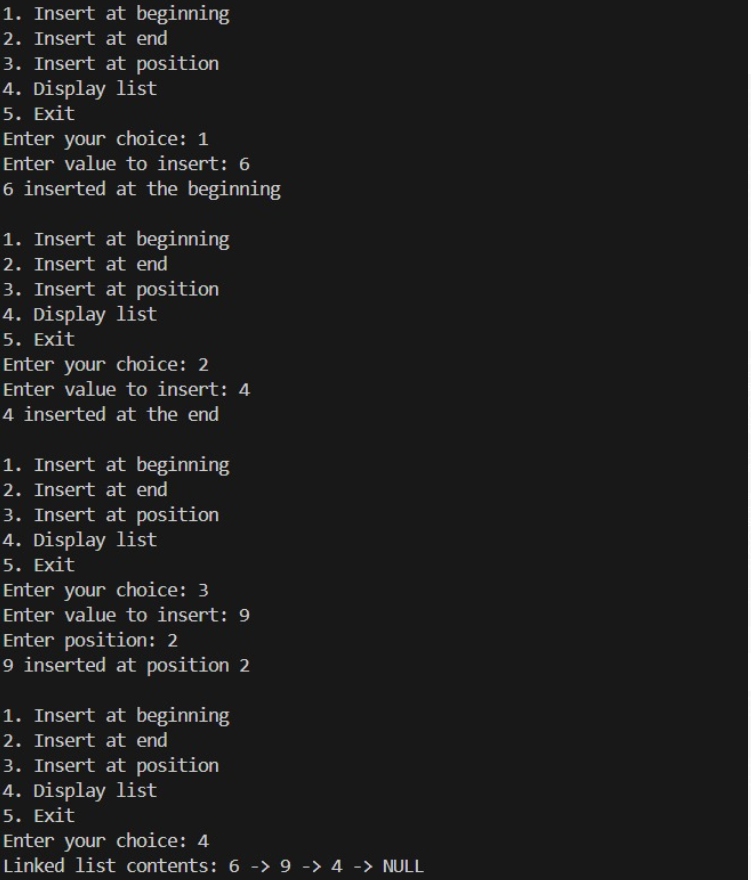 1. Insert at beginning
2. Insert at end
3. Insert at position
4. Display list
5. Exit
Enter your choice: 1
Enter value to insert: 6
6 inserted at the beginning
1. Insert at beginning
2. Insert at end
3. Insert at position
4. Display list
5. Exit
Enter your choice: 2
Enter value to insert: 4
4 inserted at the end
1. Insert at beginning
2. Insert at end
3. Insert at position
4. Display list
5. Exit
Enter your choice: 3
Enter value to insert: 9
Enter position: 2
9 inserted at position 2
1. Insert at beginning
2. Insert at end
3. Insert at position
4. Display list
5. Exit
Enter your choice: 4
Linked list contents: 6 -> 9 -> 4 -> NULL